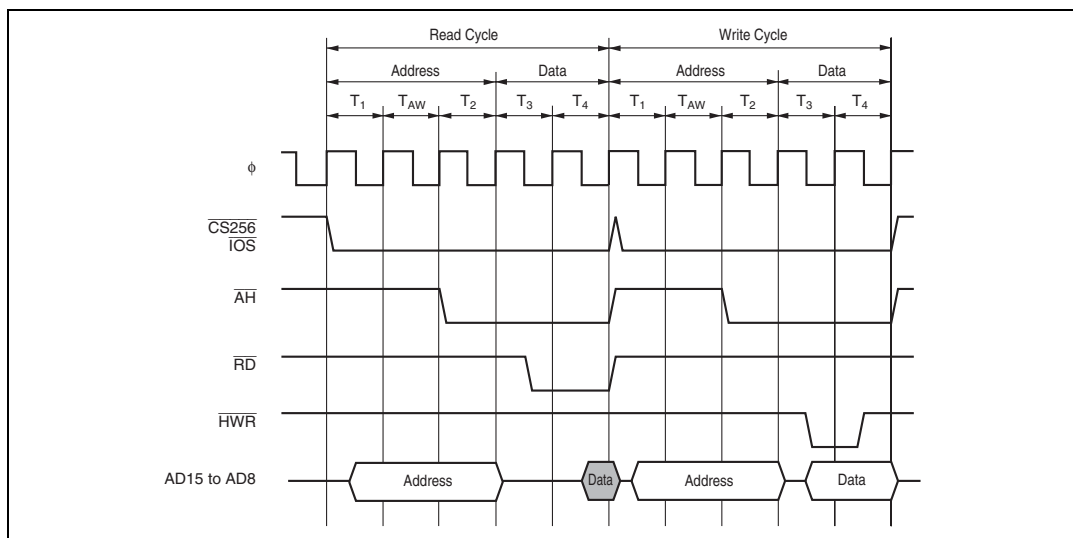 Read Cycle Write Cycle
Address Data Address Data
T1 TAW T2 T3 T4 T1 TAW T2 T3 T4
φ
CS256
IOS
AH
RD
HWR
AD15 to AD8 Address Data Address Data